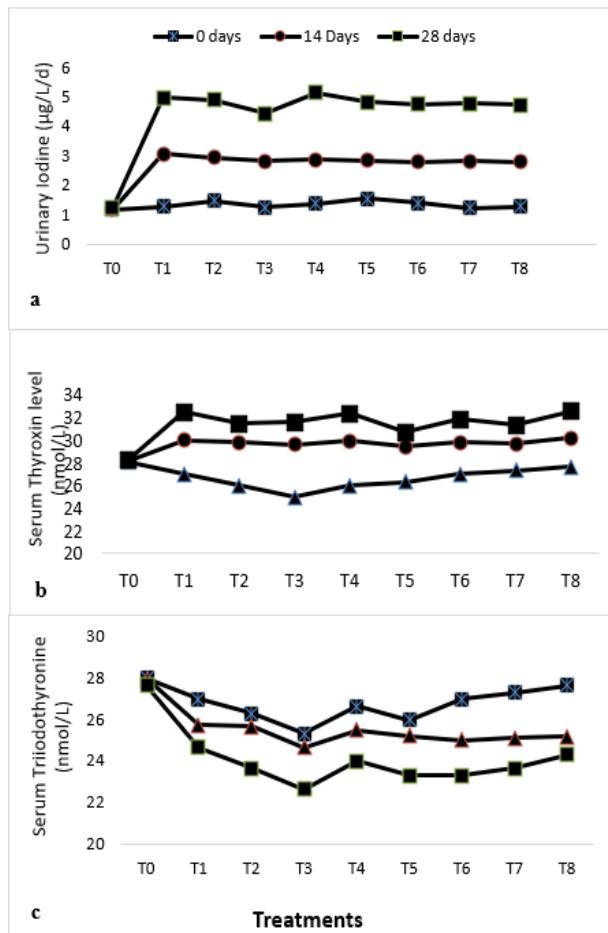 0 days 14 Days 28 days
Urinary Iodine (µg/L/d)
6
5
4
3
2
1
0
T0 T1 T2 T3 T4 T5 T6 T7 T8
a
Serum Thyroxin level
(nmol/L)
34
32
30
28
26
24
22
20
T0 T1 T2 T3 T4 T5 T6 T7 T8
b
Serum Triiodothyronine
(nmol/L)
30
28
26
24
22
20
T0 T1 T2 T3 T4 T5 T6 T7 T8
c
Treatments